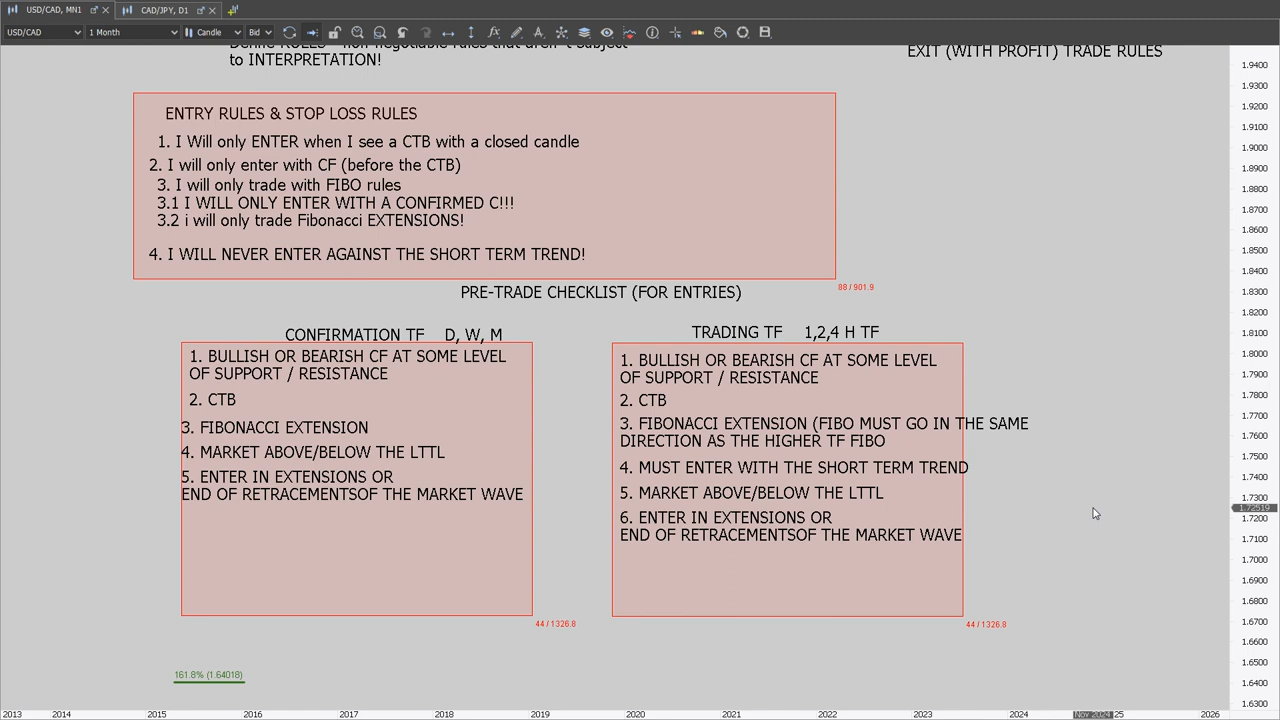 USD/CAD, MN1
CAD/JPY, D1
USD/CAD
1 Month
Candle
Bid
to INTERPRETATION!
EXIT (WITH PROFIT) TRADE RULES
ENTRY RULES & STOP LOSS RULES
1. I Will only ENTER when I see a CTB with a closed candle
2. I will only enter with CF (before the CTB)
3. I will only trade with FIBO rules
3.1 I WILL ONLY ENTER WITH A CONFIRMED C!!!
3.2 i will only trade Fibonacci EXTENSIONS!
4. I WILL NEVER ENTER AGAINST THE SHORT TERM TREND!
88 / 901.9
PRE-TRADE CHECKLIST (FOR ENTRIES)
CONFIRMATION TF D, W, M
1. BULLISH OR BEARISH CF AT SOME LEVEL
OF SUPPORT / RESISTANCE
2. CTB
3. FIBONACCI EXTENSION
4. MARKET ABOVE/BELOW THE LTTL
5. ENTER IN EXTENSIONS OR
END OF RETRACEMENTSOF THE MARKET WAVE
44 / 1326.8
TRADING TF 1,2,4 H TF
1. BULLISH OR BEARISH CF AT SOME LEVEL
OF SUPPORT / RESISTANCE
2. CTB
3. FIBONACCI EXTENSION (FIBO MUST GO IN THE SAME
DIRECTION AS THE HIGHER TF FIBO
4. MUST ENTER WITH THE SHORT TERM TREND
5. MARKET ABOVE/BELOW THE LTTL
6. ENTER IN EXTENSIONS OR
END OF RETRACEMENTSOF THE MARKET WAVE
44 / 1326.8
161.8% (1.64018)
1.9400
1.9300
1.9200
1.9100
1.9000
1.8900
1.8800
1.8700
1.8600
1.8500
1.8400
1.8300
1.8200
1.8100
1.8000
1.7900
1.7800
1.7700
1.7600
1.7500
1.7400
1.7300
1.72519
1.7200
1.7100
1.7000
1.6900
1.6800
1.6700
1.6600
1.6500
1.6400
1.6300
2013 2014 2015 2016 2017 2018 2019 2020 2021 2022 2023 2024 Nov 2024 25 2026